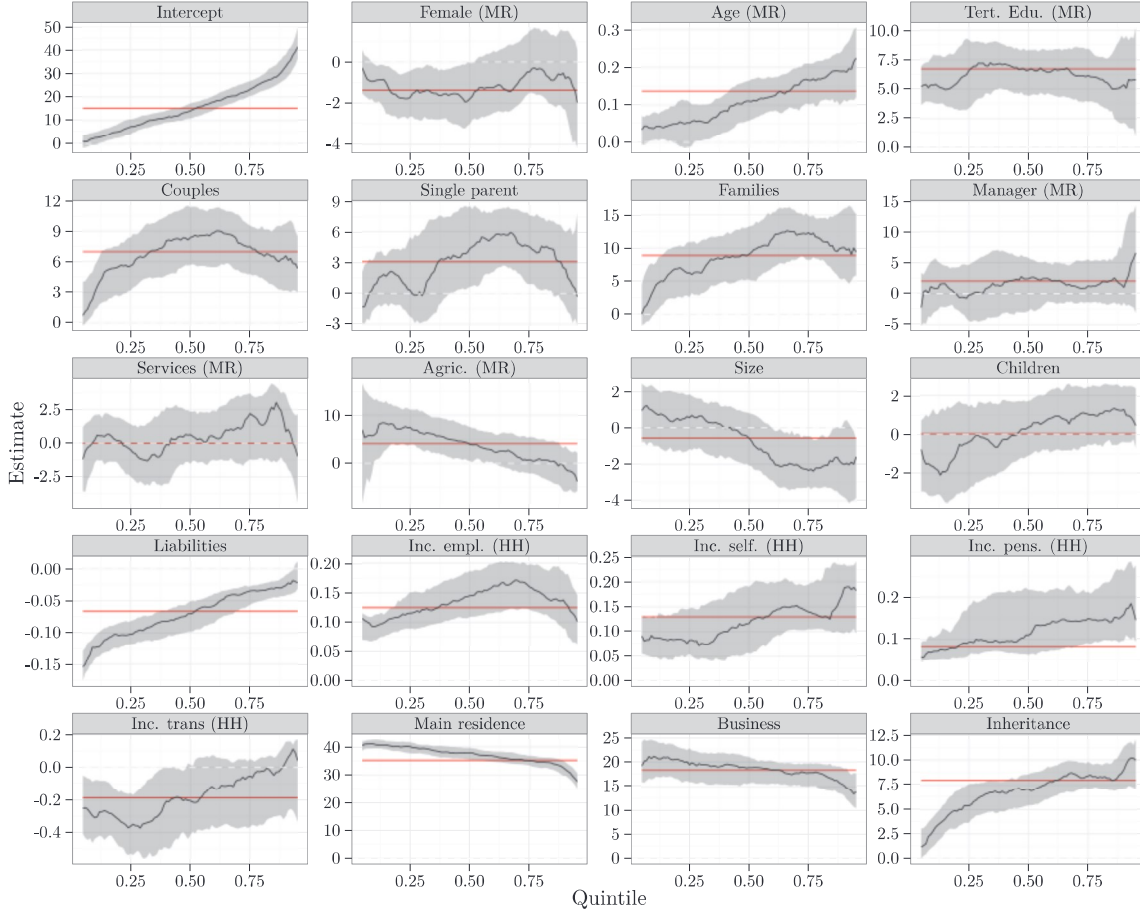 Intercept Female (MR) Age (MR) Tert. Edu. (MR)
50 40 30 20 10 0
0 -2 -4
0.3 0.2 0.1 0.0
10.0 7.5 5.0 2.5 0.0
0.25 0.50 0.75 0.25 0.50 0.75 0.25 0.50 0.75 0.25 0.50 0.75
Couples Single parent Families Manager (MR)
12 9 6 3 0
9 6 3 0 -3
15 10 5 0
15 10 5 0 -5
0.25 0.50 0.75 0.25 0.50 0.75 0.25 0.50 0.75 0.25 0.50 0.75
Services (MR) Agric. (MR) Size Children
2.5 0.0 -2.5
10 0
2 0 -2 -4
2 0 -2
0.25 0.50 0.75 0.25 0.50 0.75 0.25 0.50 0.75 0.25 0.50 0.75
Estimate
Liabilities Inc. empl. (HH) Inc. self. (HH) Inc. pens. (HH)
0.00 -0.05 -0.10 -0.15
0.20 0.15 0.10 0.05 0.00
0.25 0.20 0.15 0.10 0.05 0.00
0.2 0.1 0.0
0.25 0.50 0.75 0.25 0.50 0.75 0.25 0.50 0.75 0.25 0.50 0.75
Inc. trans (HH) Main residence Business Inheritance
0.2 0.0 -0.2 -0.4
40 30 20 10 0
25 20 15 10 5 0
12.5 10.0 7.5 5.0 2.5 0.0
0.25 0.50 0.75 0.25 0.50 0.75 0.25 0.50 0.75 0.25 0.50 0.75
Quintile